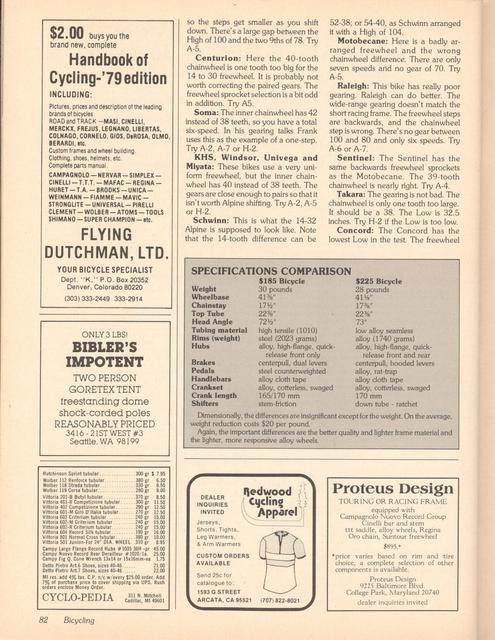 $2.00 buys you the
brand new, complete
Handbook of
Cycling-'79 edition
INCLUDING:
Pictures, prices and description of the leading
brands of bicycles
ROAD and TRACK —MASI, CINELLI,
MERCKX, FREJUS, LEGNANO, LIBERTAS,
COLNAGO, CORNELO, GIOS, DeROSA, OLMO,
BERARDI, etc.
Custom frames and wheel building.
Clothing, shoes, helmets, etc.
Complete parts manual.
CAMPAGNOLO — NERVAR — SIMPLEX
— CINELLI — T.T.T. — MAFAC — REGINA —
HURET — T.A. — BROOKS — UNICA —
WEINMANN — FIAMME — MAVIC —
STRONGLITE — UNIVERSAL — PIRELLI
CLEMENT — WOLBER — ATOMS — TOOLS
SHIMANO — SUPER CHAMPION — etc.
FLYING
DUTCHMAN, LTD.
YOUR BICYCLE SPECIALIST
Dept. "K," P.O. Box 20352
Denver, Colorado 80220
(303) 333-2449 333-2914
ONLY 3 LBS!
BIBLER'S
IMPOTENT
TWO PERSON
GORETEX TENT
freestanding dome
shock-corded poles
REASONABLY PRICED
3416 - 21ST WEST #3
Seattle, WA. 98199
Hutchinson Sprint tubular 300 gr $ 7.95
Wolber 112 Renforce tubular 380 gr 6.50
Wolber 118 Strada tubular
Wolber 119 Corsa tubular
CYCLO-PEDIA
311 N. Mitchell
Cadillac, MI 49601
so the steps get smaller as you shift
down. There's a large gap between the
High of 100 and the two 9ths of 78. Try
A-5.
Centurion: Here the 40-tooth
chainwheel is one tooth too big for the
14 to 30 freewheel. It is probably not
worth correcting the paired gears. The
freewheel sprocket selection is a bit odd
in addition. Try A5.
Soma: The inner chainwheel has 42
instead of 38 teeth, so you have a total
six-speed. In his gearing talks Frank
uses this as the example of a one-step.
Try A-2, A-7 or H-2.
KHS, Windsor, Univega and
Miyata: These bikes use a very uni-
form freewheel, but the inner chain-
wheel has 40 instead of 38 teeth. The
gears are close enough to pairs so that it
isn't worth Alpine shifting. Try A-2, A-5
or H-2.
Schwinn: This is what the 14-32
Alpine is supposed to look like. Note
that the 14-tooth difference can be
52-38; or 54-40, as Schwinn arranged
it with a High of 104.
Motobecane: Here is a badly ar-
ranged freewheel and the wrong
chainwheel difference. There are only
seven speeds and no gear of 70. Try
A-5.
Raleigh: This bike has really poor
gearing. Raleigh can do better. The
wide-range gearing doesn't match the
short racing frame. The freewheel steps
are backwards, and the chainwheel
step is wrong. There's no gear between
100 and 80 and only six speeds. Try
A-6 or A-7.
Sentinel: The Sentinel has the
same backwards freewheel sprockets
as the Motobecane. The 39-tooth
chainwheel is nearly right. Try A-4.
Takara: The gearing is not bad. The
chainwheel is only one tooth too large.
It should be a 38. The Low is 32.5
inches. Try H-2 if the Low is too low.
Concord: The Concord has the
lowest Low in the test. The freewheel
SPECIFICATIONS COMPARISON
$185 Bicycle $225 Bicycle
Weight 30 pounds 28 pounds
Wheelbase
Chainstay
Top Tube
Head Angle 72½° 73°
Tubing material high tensile (1010) low alloy seamless
Rims (weight) steel (2023 grams) alloy (1740 grams)
Hubs alloy, high-flange, quick- alloy, high-flange, quick-
release front only release front and rear
Brakes centerpull, dual levers centerpull, hooded levers
Pedals steel counterweighted alloy, rat-trap
Handlebars alloy cloth tape alloy cloth tape
Crankset alloy, cotterless, swaged alloy, cotterless, swaged
Crank length 165/170 mm 170 mm
Shifters stem-friction down tube - ratchet
Dimensionally, the differences are insignificant except for the weight. On the average,
weight reduction costs $20 per pound.
Again, the important differences are the better quality and lighter frame material and
the lighter, more responsive alloy wheels.
DEALER
INQUIRIES
INVITED
Redwood
Cycling
Apparel
Jerseys,
Shorts, Tights,
Leg Warmers,
& Arm Warmers
CUSTOM ORDERS
AVAILABLE
Send 25¢ for
catalogue to:
1593 G STREET
ARCATA, CA 95521 (707) 822-8021
Proteus Design
TOURING OR RACING FRAME
equipped with
Campagnolo Nuovo Record Group
Cinelli bar and stem
TTT saddle, alloy wheels, Regina
Oro chain, Suntour freewheel
$895.*
*price varies based on rim and tire
choice, a complete selection of other
components is available.
Proteus Design
9225 Baltimore Blvd.
College Park, Maryland 20740
dealer inquiries invited
82 Bicycling